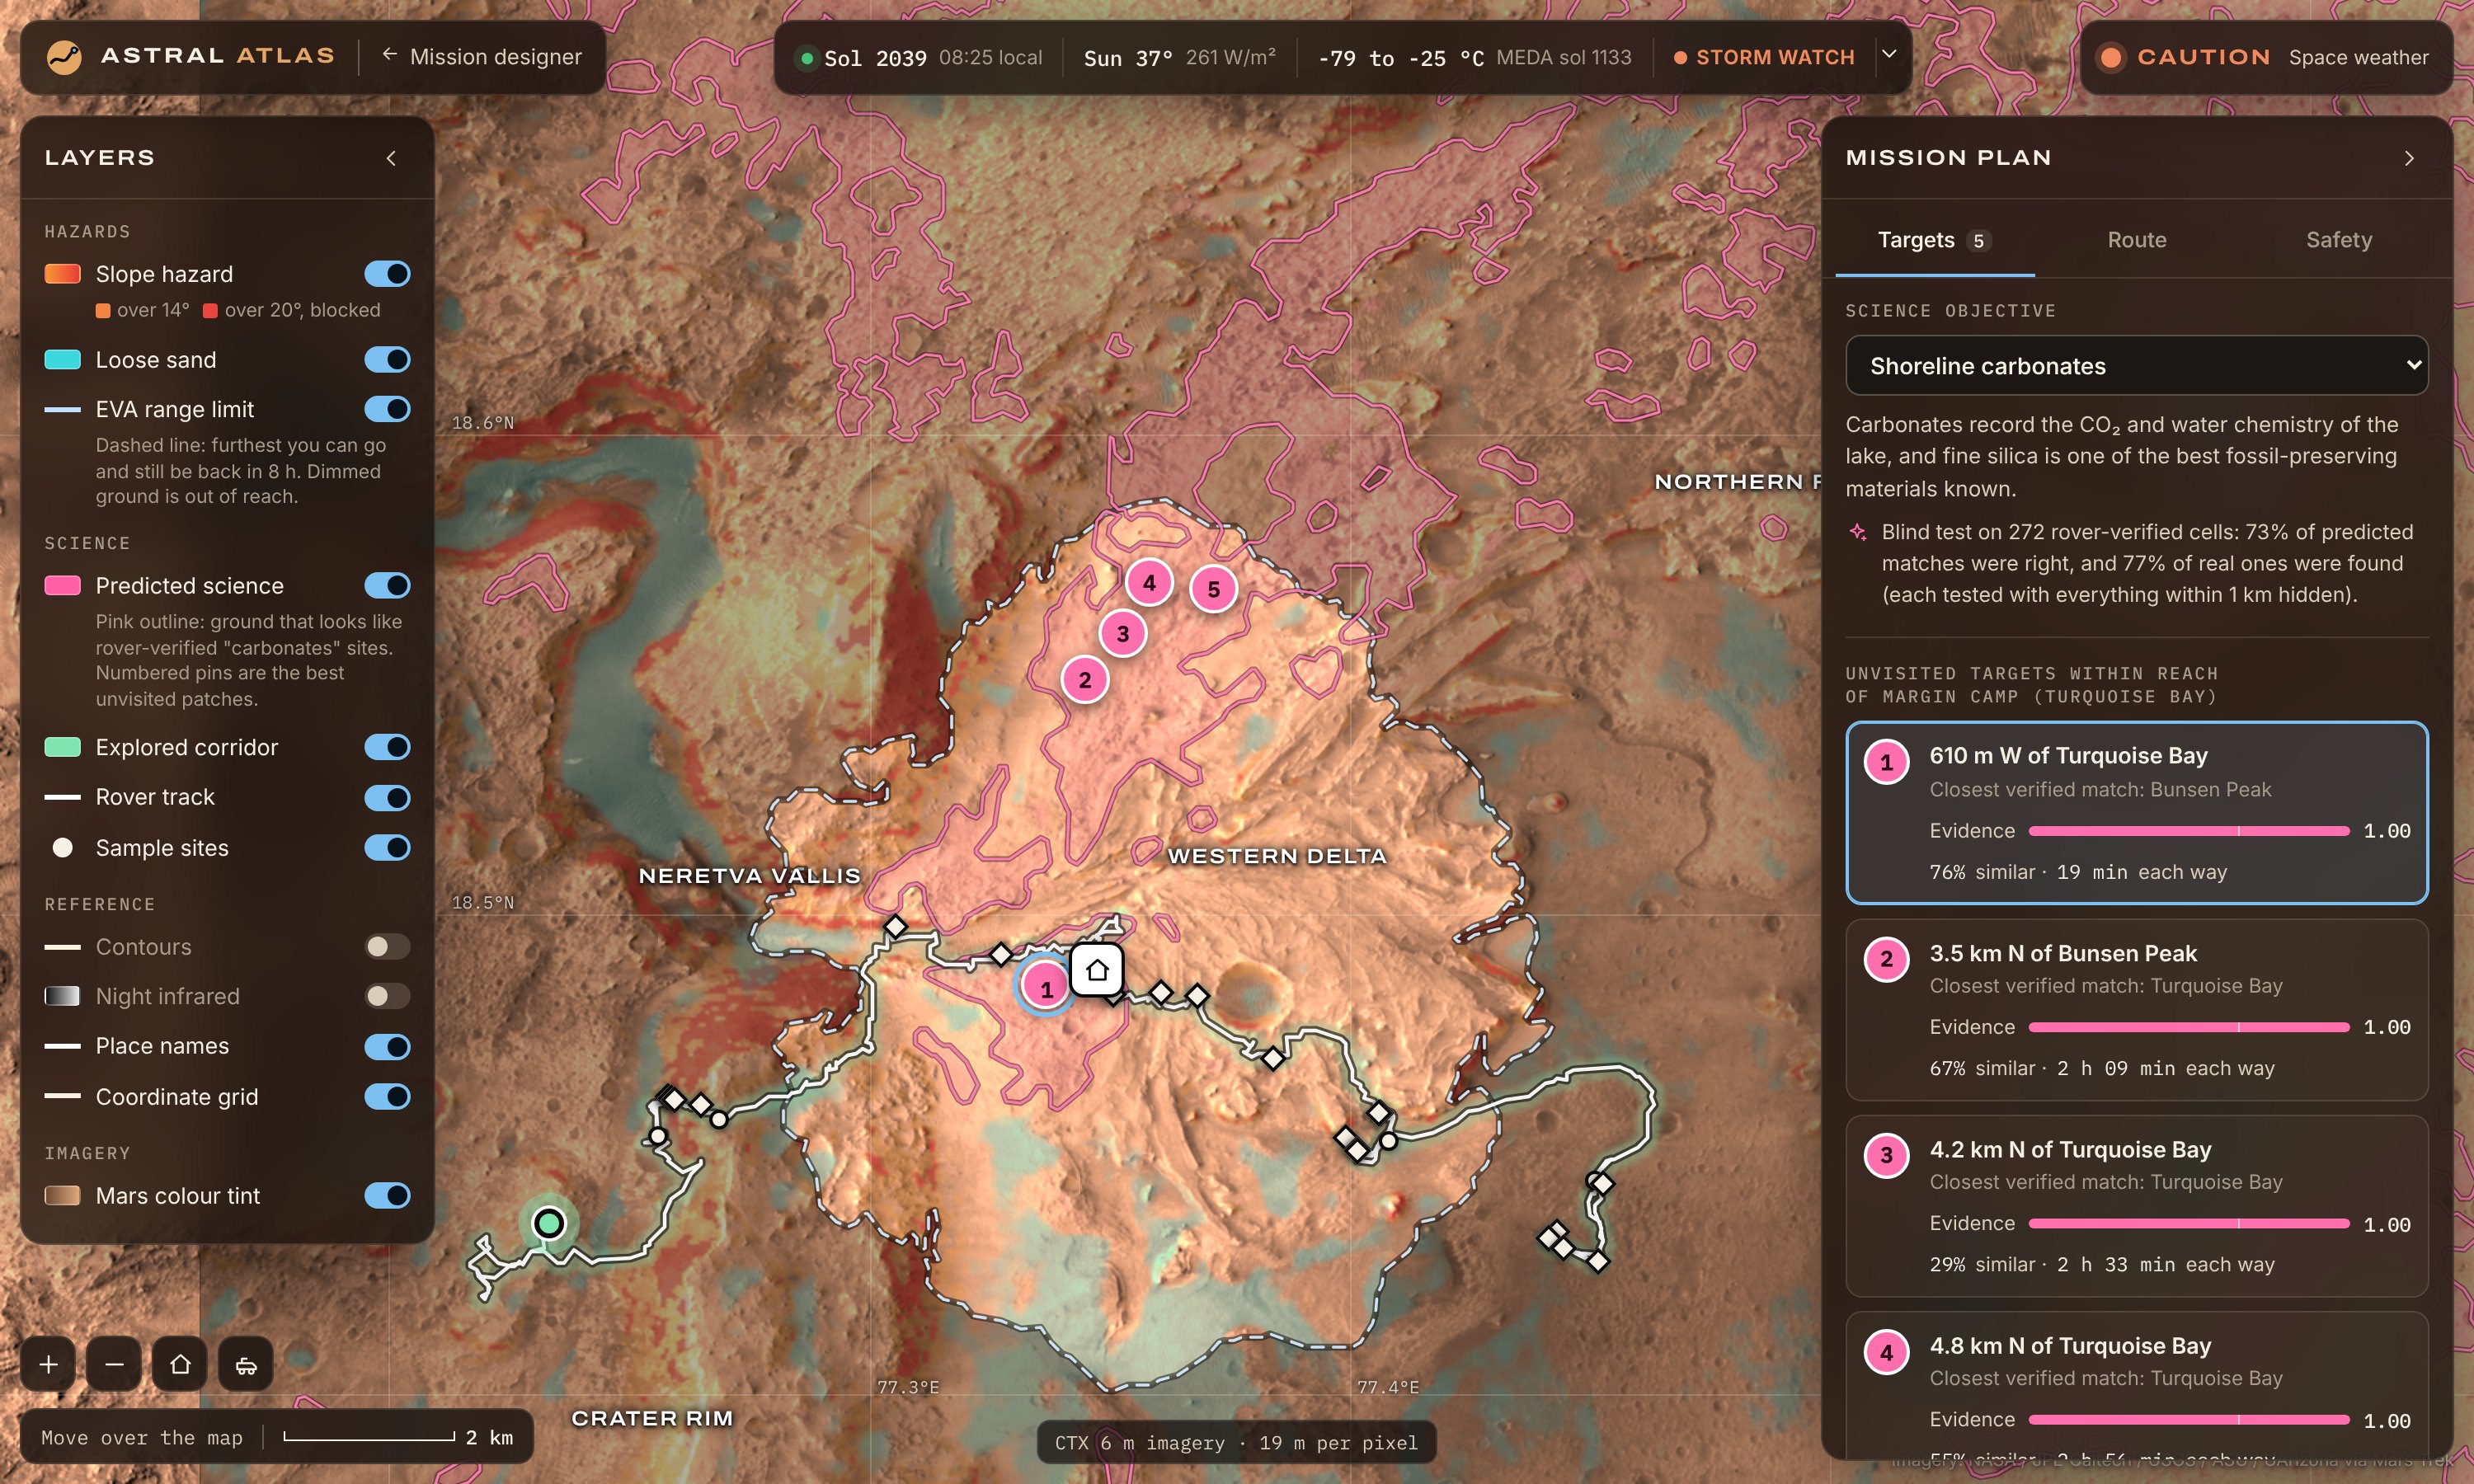 ASTRAL ATLAS
← Mission designer
Sol 2039 08:25 local
Sun 37° 261 W/m²
-79 to -25 °C MEDA sol 1133
STORM WATCH
CAUTION Space weather
LAYERS
HAZARDS
Slope hazard
over 14° over 20°, blocked
Loose sand
EVA range limit
Dashed line: furthest you can go
and still be back in 8 h. Dimmed
ground is out of reach.
SCIENCE
Predicted science
Pink outline: ground that looks like
rover-verified "carbonates" sites.
Numbered pins are the best
unvisited patches.
Explored corridor
Rover track
Sample sites
REFERENCE
Contours
Night infrared
Place names
Coordinate grid
IMAGERY
Mars colour tint
Move over the map
2 km
18.6°N
18.5°N
77.3°E
77.4°E
NORTHERN
NERETVA VALLIS
WESTERN DELTA
CRATER RIM
4
5
3
2
1
CTX 6 m imagery · 19 m per pixel
MISSION PLAN
Targets 5
Route
Safety
SCIENCE OBJECTIVE
Shoreline carbonates
Carbonates record the CO₂ and water chemistry of the
lake, and fine silica is one of the best fossil-preserving
materials known.
Blind test on 272 rover-verified cells: 73% of predicted
matches were right, and 77% of real ones were found
(each tested with everything within 1 km hidden).
UNVISITED TARGETS WITHIN REACH
OF MARGIN CAMP (TURQUOISE BAY)
1
610 m W of Turquoise Bay
Closest verified match: Bunsen Peak
Evidence 1.00
76% similar · 19 min each way
2
3.5 km N of Bunsen Peak
Closest verified match: Turquoise Bay
Evidence 1.00
67% similar · 2 h 09 min each way
3
4.2 km N of Turquoise Bay
Closest verified match: Turquoise Bay
Evidence 1.00
29% similar · 2 h 33 min each way
4
4.8 km N of Turquoise Bay
Closest verified match: Turquoise Bay
Evidence 1.00